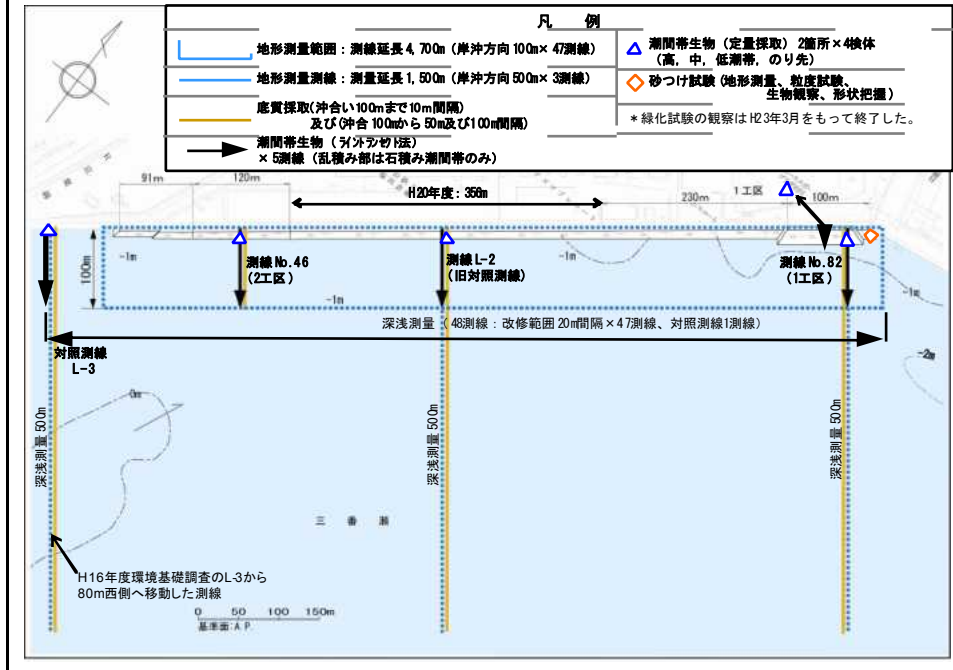 凡 例
地形測量範囲：測線延長4,700m（岸沖方向100m×47測線）
地形測量測線：測量延長1,500m（岸沖方向500m×3測線）
底質採取(沖合い100mまで10m間隔)
及び(沖合100mから50m及び100m間隔)
潮間帯生物（ライントランセクト法）
×5測線（乱積み部は石積み潮間帯のみ）
潮間帯生物（定量採取）2箇所×4検体
（高, 中, 低潮帯, のり先）
砂つけ試験(地形測量、粒度試験、
生物観察、形状把握)
*緑化試験の観察はH23年3月をもって終了した。
91m
120m
H20年度：356m
230m
1工区
100m
100m
-1m
測線No.46
(2工区)
測線L-2
(旧対照測線)
-1m
測線No.82
(1工区)
-1m
-1m
深浅測量（48測線：改修範囲20m間隔×47測線、対照測線1測線）
対照測線
L-3
-2m
0m
深浅測量500m
深浅測量500m
深浅測量500m
三 番 瀬
H16年度環境基礎調査のL-3から
80m西側へ移動した測線
0 50 100 150m
基準面:A.P.